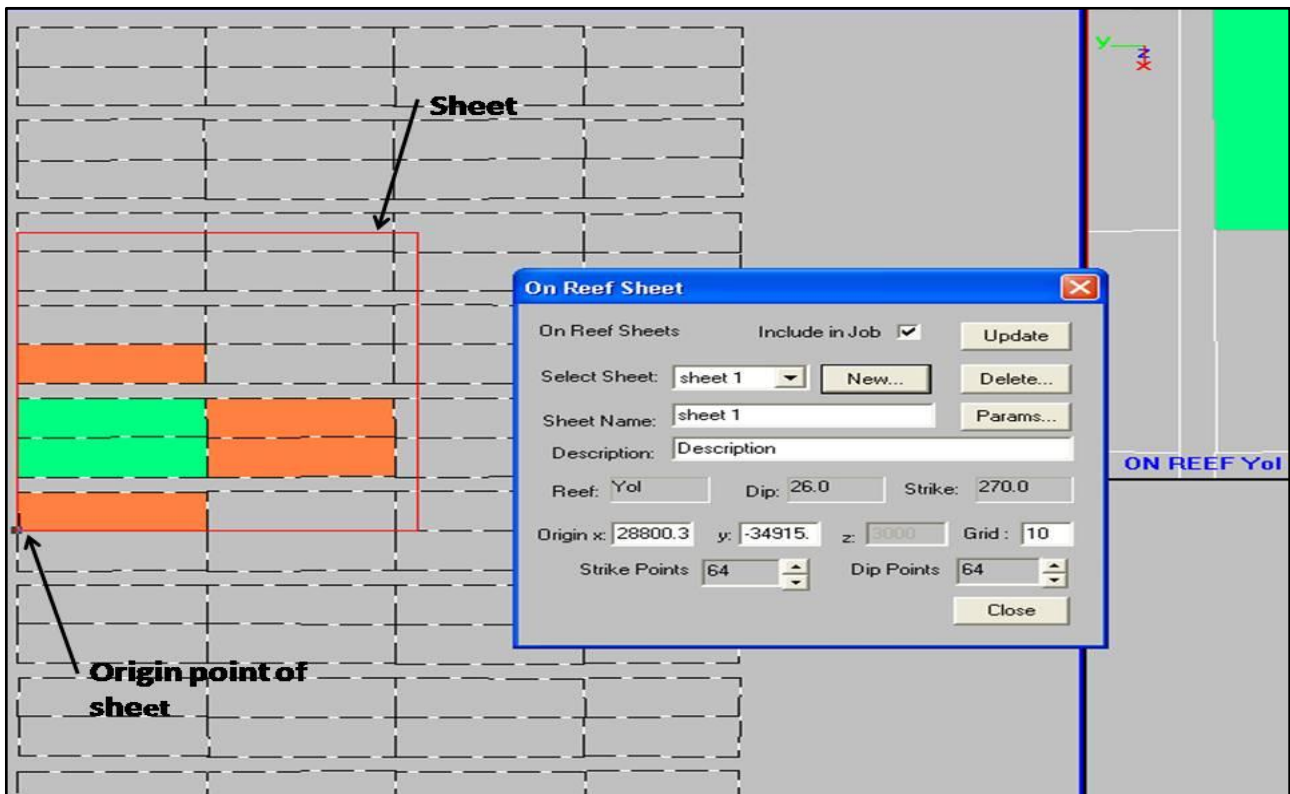 Sheet
Y
Z
X
On Reef Sheet
On Reef Sheets Include in Job Update
Select Sheet: sheet 1 New... Delete...
Sheet Name: sheet 1 Params...
Description: Description
Reef: Yol Dip: 26.0 Strike: 270.0
Origin x: 28800.3 y: -34915. z: 3000 Grid : 10
Strike Points 64 Dip Points 64
Close
ON REEF Yol
Origin point of
sheet